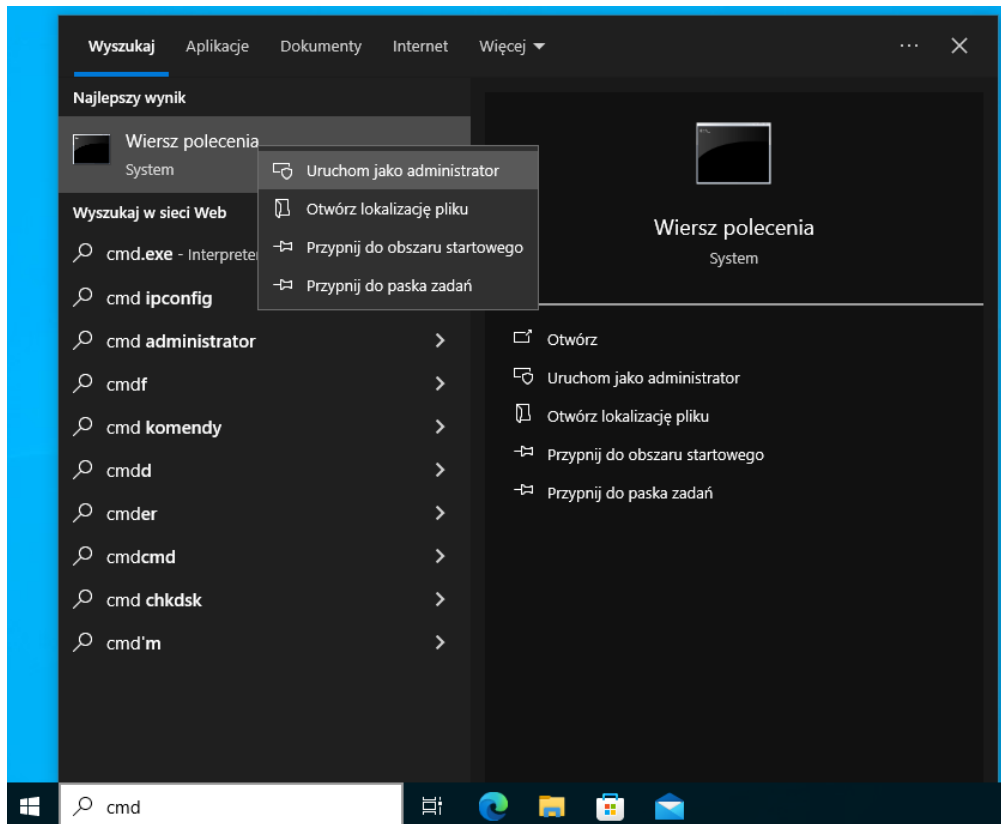 Wyszukaj Aplikacje Dokumenty Internet Więcej
Najlepszy wynik
Wiersz polecenia
System
Uruchom jako administrator
Otwórz lokalizację pliku
Przypnij do obszaru startowego
Przypnij do paska zadań
Wyszukaj w sieci Web
cmd.exe - Interpreter
cmd ipconfig
cmd administrator
cmdf
cmd komendy
cmdd
cmder
cmdcmd
cmd chkdsk
cmd'm
Wiersz polecenia
System
Otwórz
Uruchom jako administrator
Otwórz lokalizację pliku
Przypnij do obszaru startowego
Przypnij do paska zadań
cmd